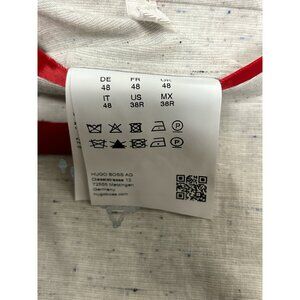 DE FR UK
48 48 48
IT US MX
48 38R 38R
P
P
HUGO BOSS AG
Dieselstrasse 12
72555 Metzingen
Germany
hugoboss.com